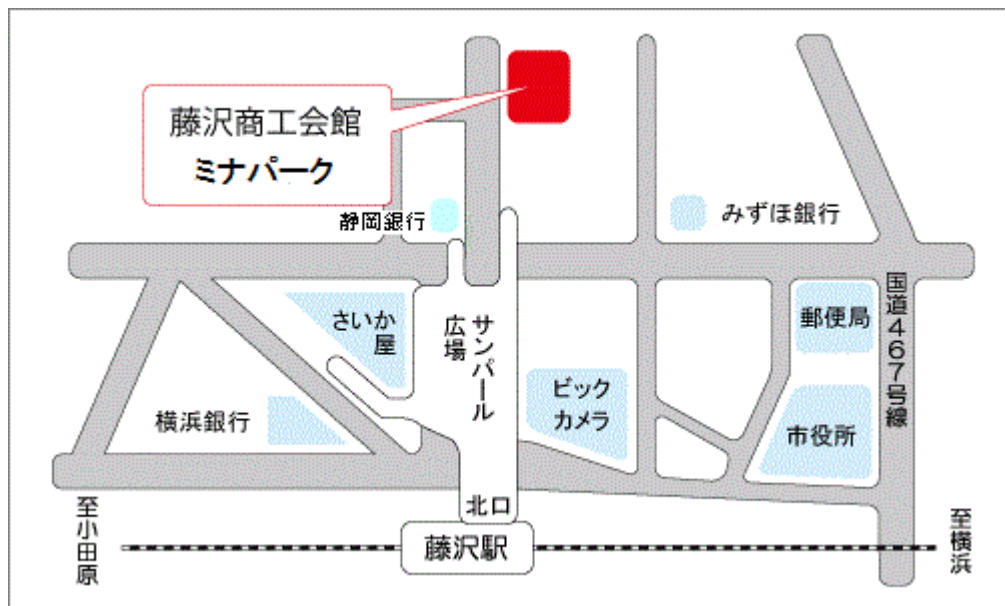 藤沢商工会館
ミナパーク
静岡銀行
みずほ銀行
さいか
屋
サンパール
広場
ビック
カメラ
郵便局
国道467号線
横浜銀行
市役所
北口
藤沢駅
至小田原
至横浜